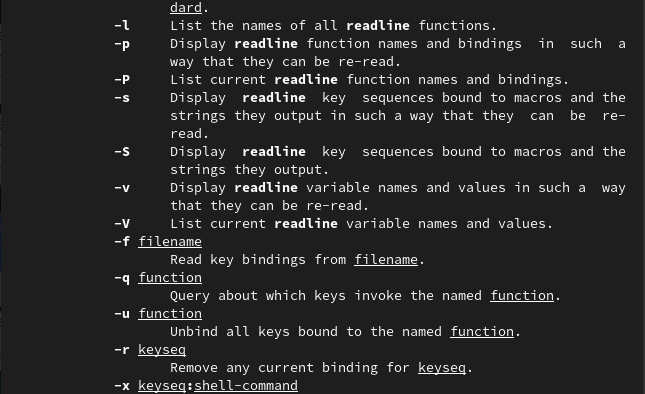 dard.
-l List the names of all readline functions.
-p Display readline function names and bindings in such a
way that they can be re-read.
-P List current readline function names and bindings.
-s Display readline key sequences bound to macros and the
strings they output in such a way that they can be re-
read.
-S Display readline key sequences bound to macros and the
strings they output.
-v Display readline variable names and values in such a way
that they can be re-read.
-V List current readline variable names and values.
-f filename
Read key bindings from filename.
-q function
Query about which keys invoke the named function.
-u function
Unbind all keys bound to the named function.
-r keyseq
Remove any current binding for keyseq.
-x keyseq:shell-command